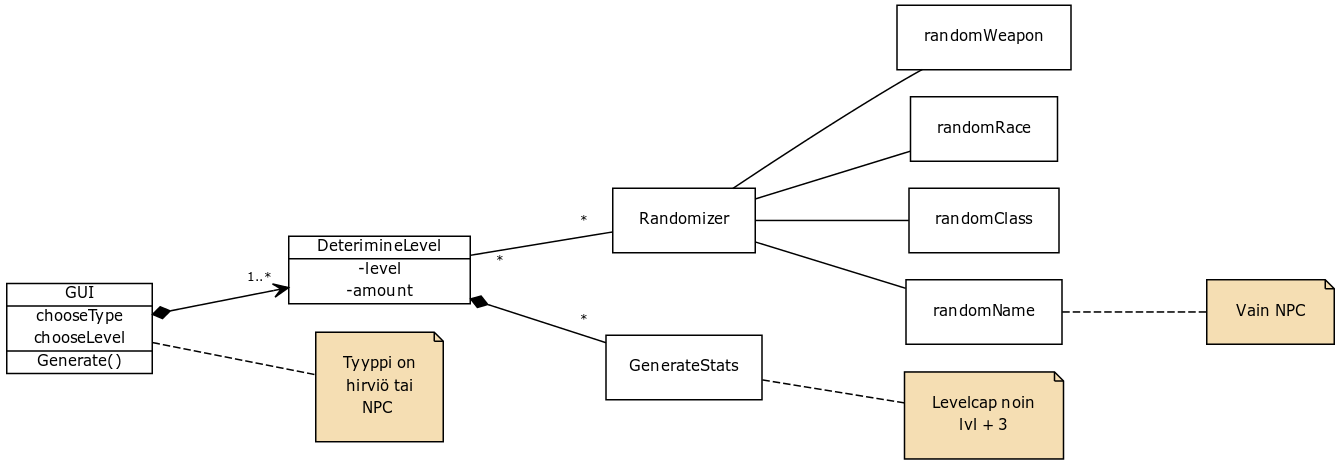 GUI
chooseType
chooseLevel
Generate()
1..*
Tyyppi on
hirviö tai
NPC
DeterimineLevel
-level
-amount
*
*
*
Randomizer
GenerateStats
randomWeapon
randomRace
randomClass
randomName
Vain NPC
Levelcap noin
lvl + 3